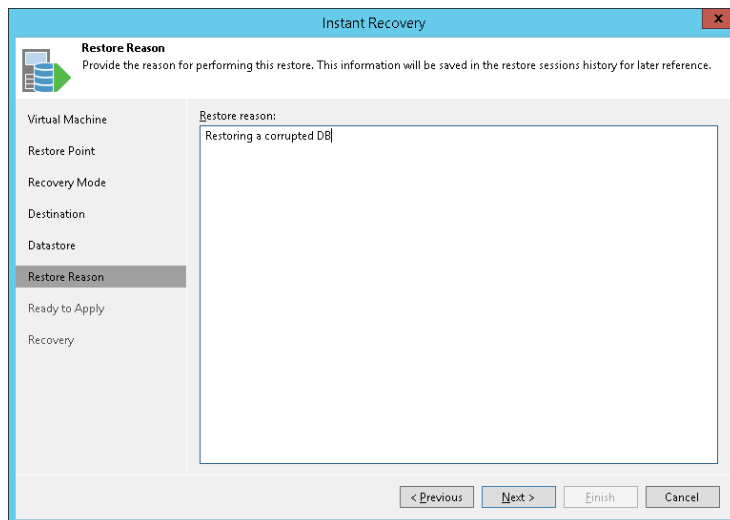 Instant Recovery
x
Restore Reason
Provide the reason for performing this restore. This information will be saved in the restore sessions history for later reference.
Virtual Machine
Restore Point
Recovery Mode
Destination
Datastore
Restore Reason
Ready to Apply
Recovery
Restore reason:
Restoring a corrupted DB
< Previous
Next >
Finish
Cancel